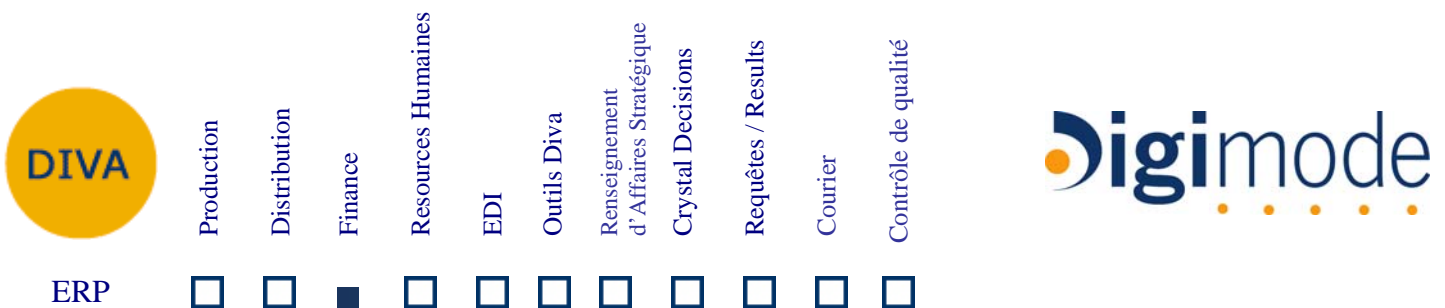 DIVA
ERP
Production
Distribution
Finance
Resources Humaines
EDI
Outils Diva
Renseignement
d'Affaires Stratégique
Crystal Decisions
Requêtes / Results
Courier
Contrôle de qualité
Digimode